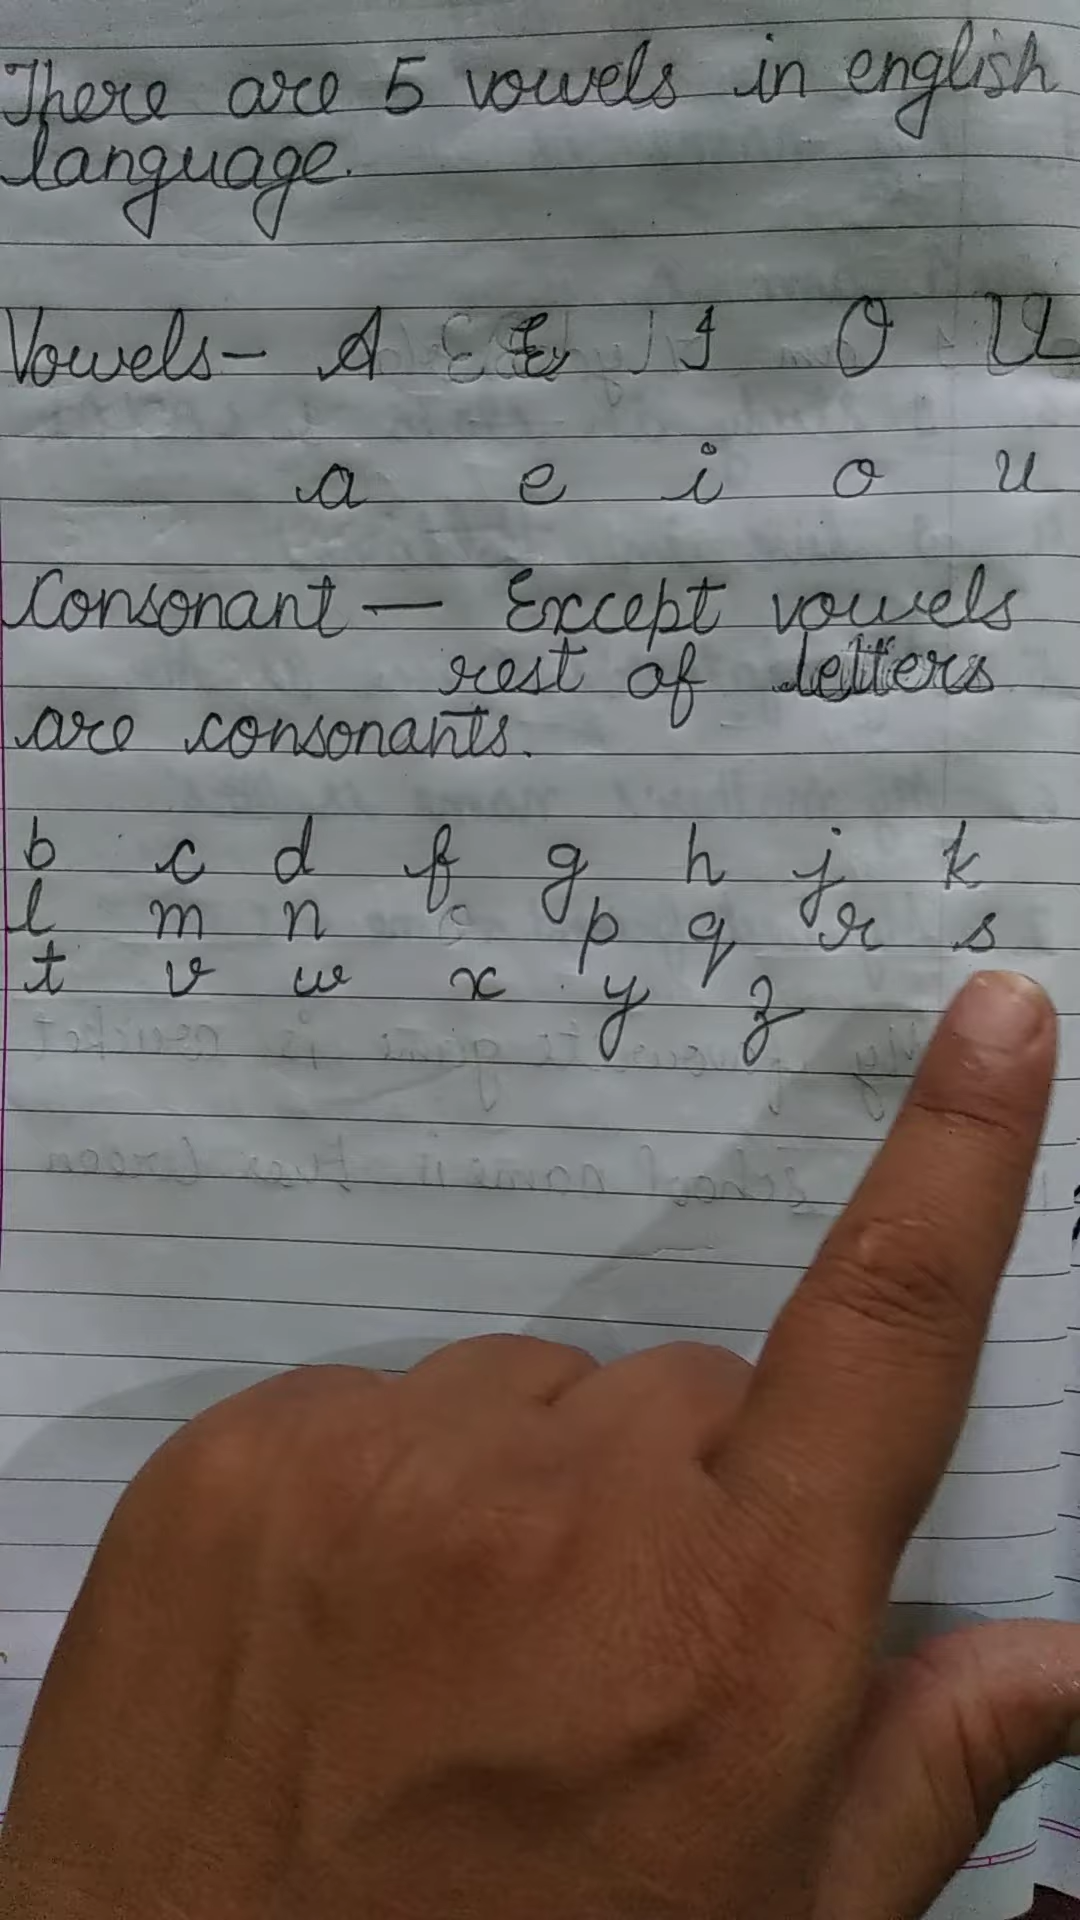 There are 5 vowels in english
language.
Vowels- A E I O U
a e i o u
Consonant — Except vowels
rest of letters
are consonants.
b c d f g h j k
l m n p q r s
t v w x y z